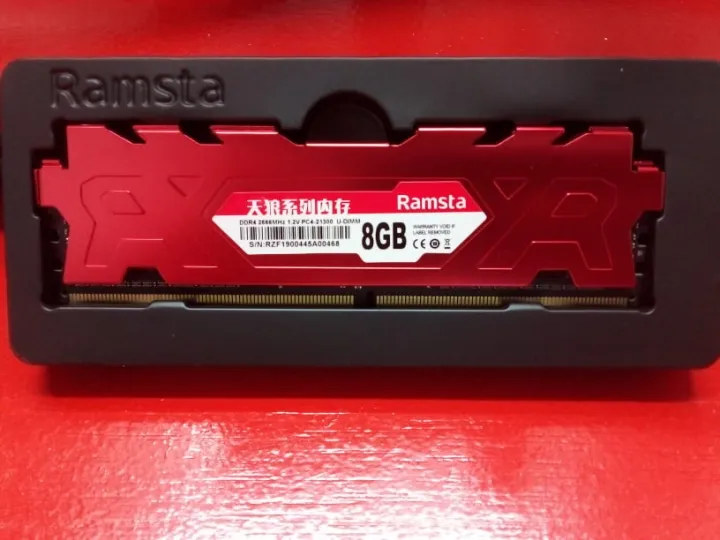 Ramsta
天狼系列内存
Ramsta
DDR4 2666MHz 1.2V PC4-21300 U-DIMM
S/N:RZF1900445A00468
8GB
WARRANTY VOID IF
LABEL REMOVED
CE